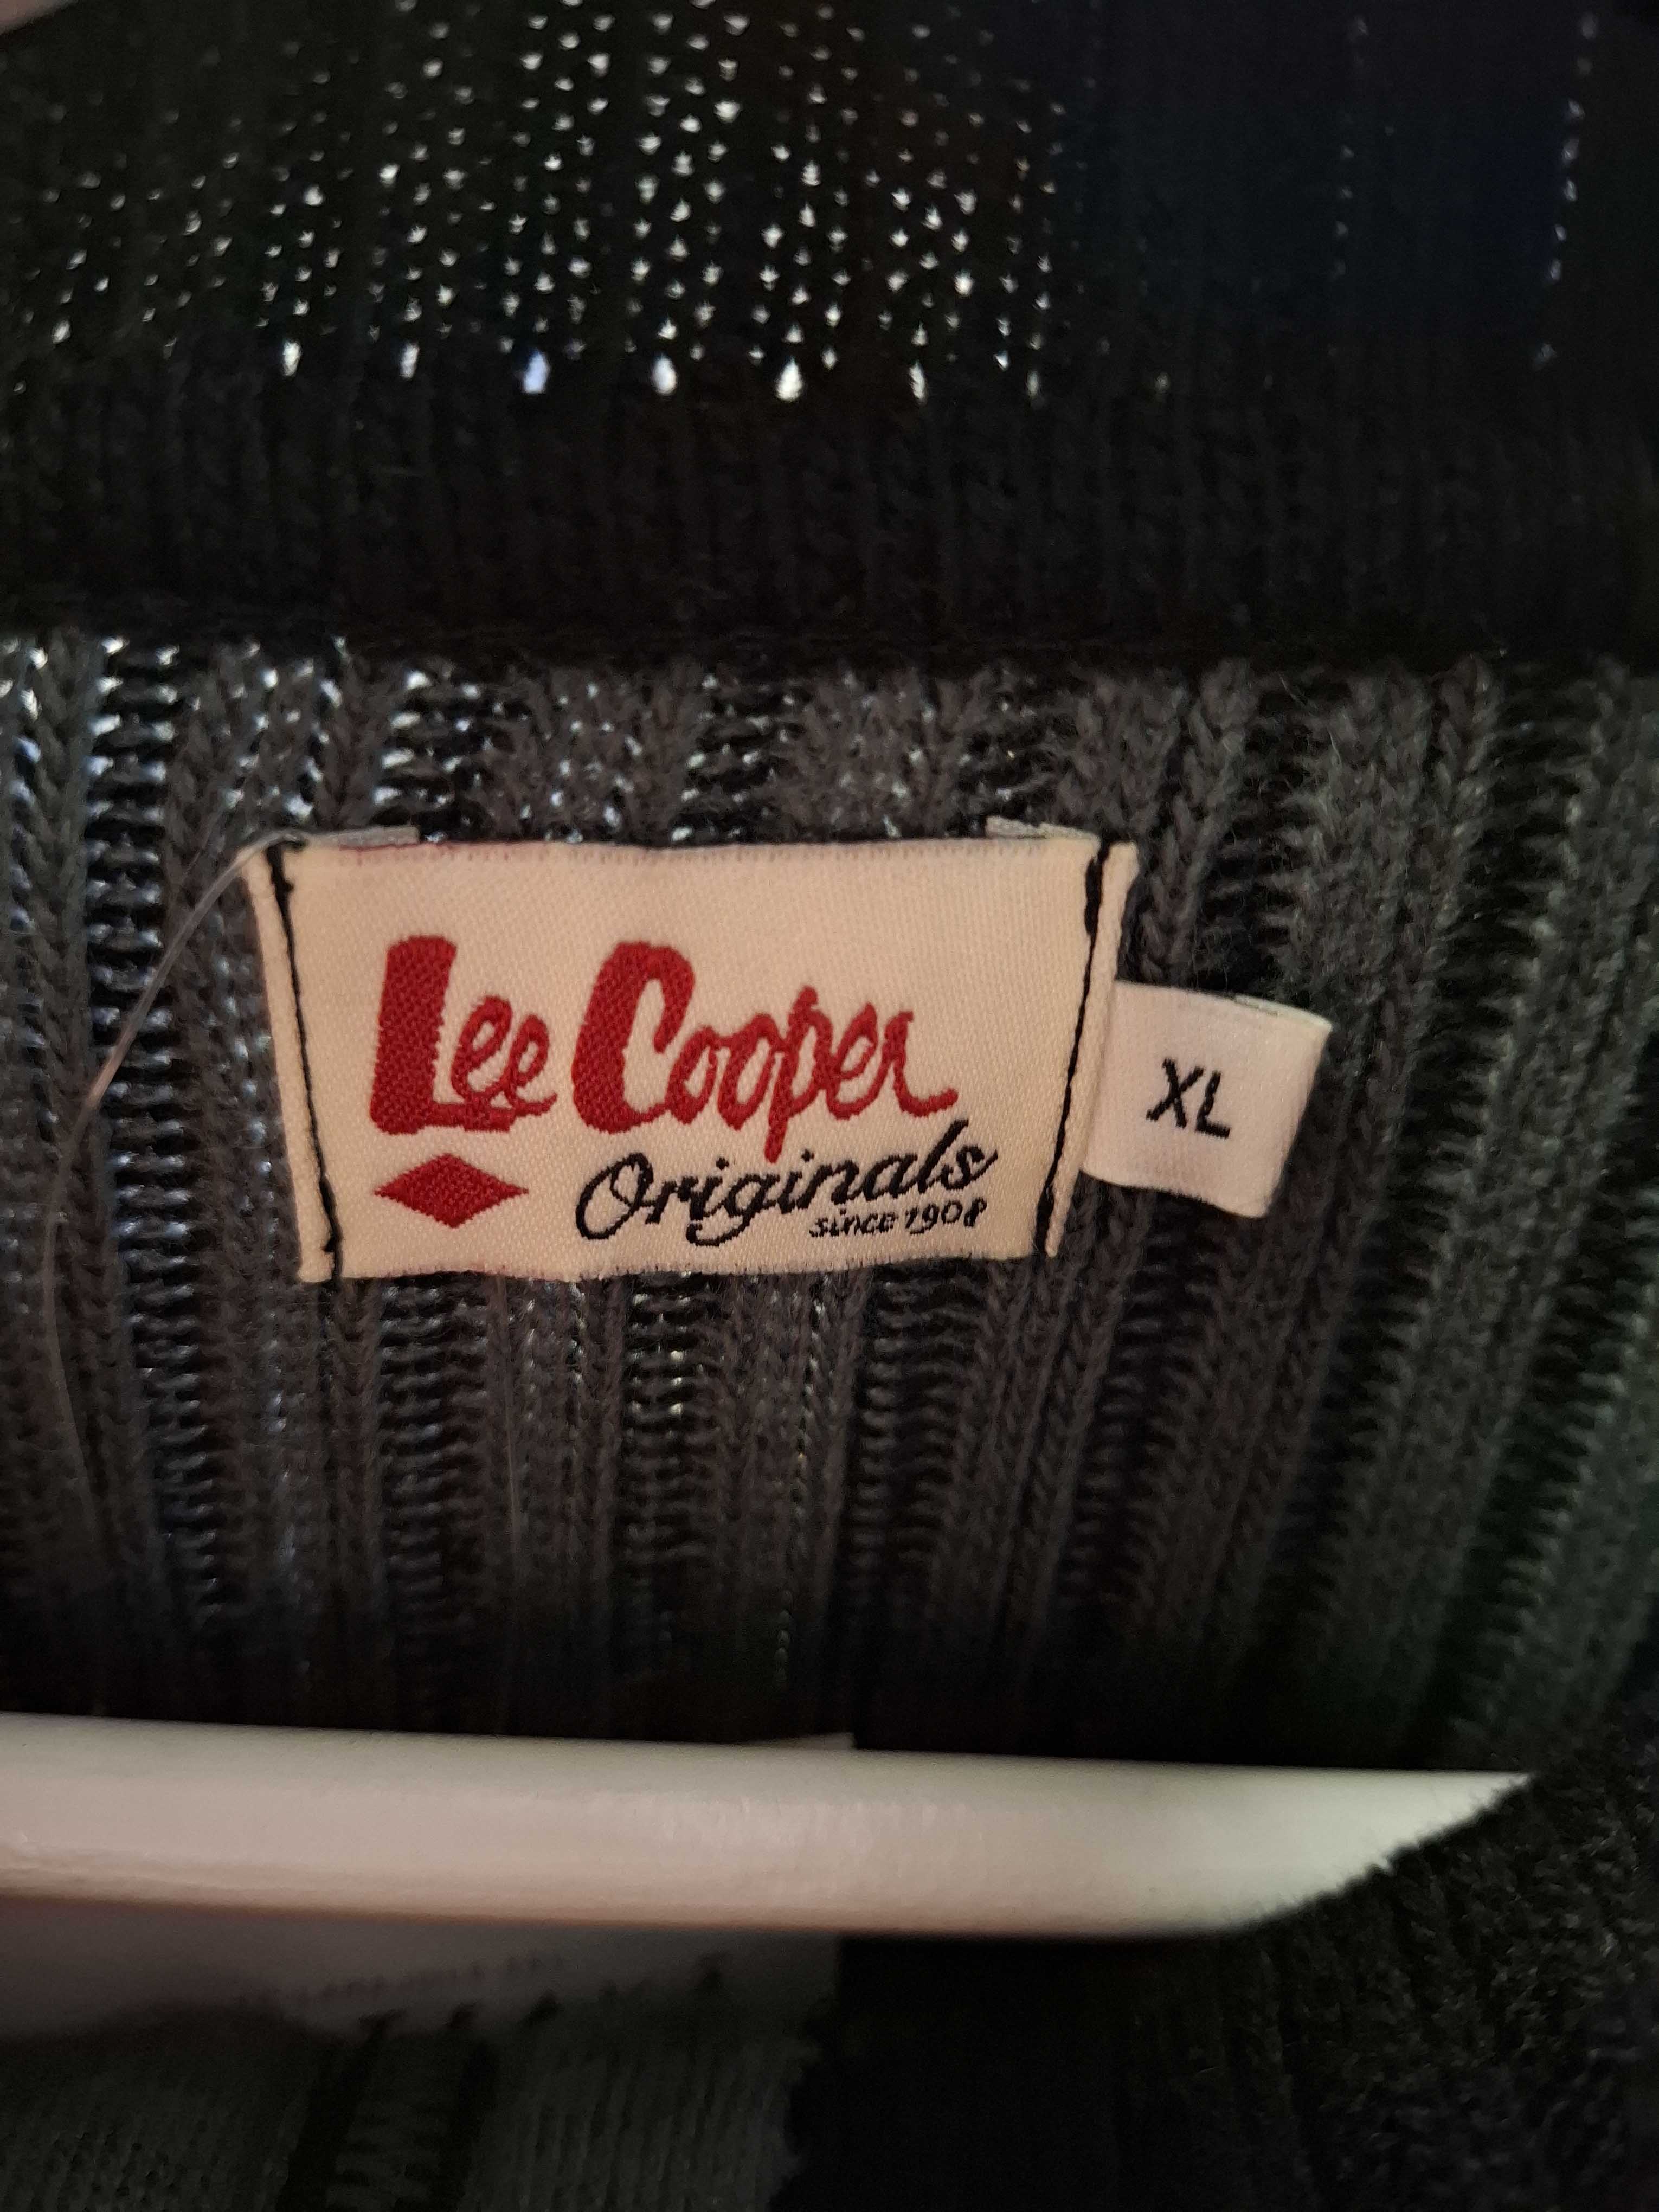 Lee Cooper
Originals
since 1908
XL